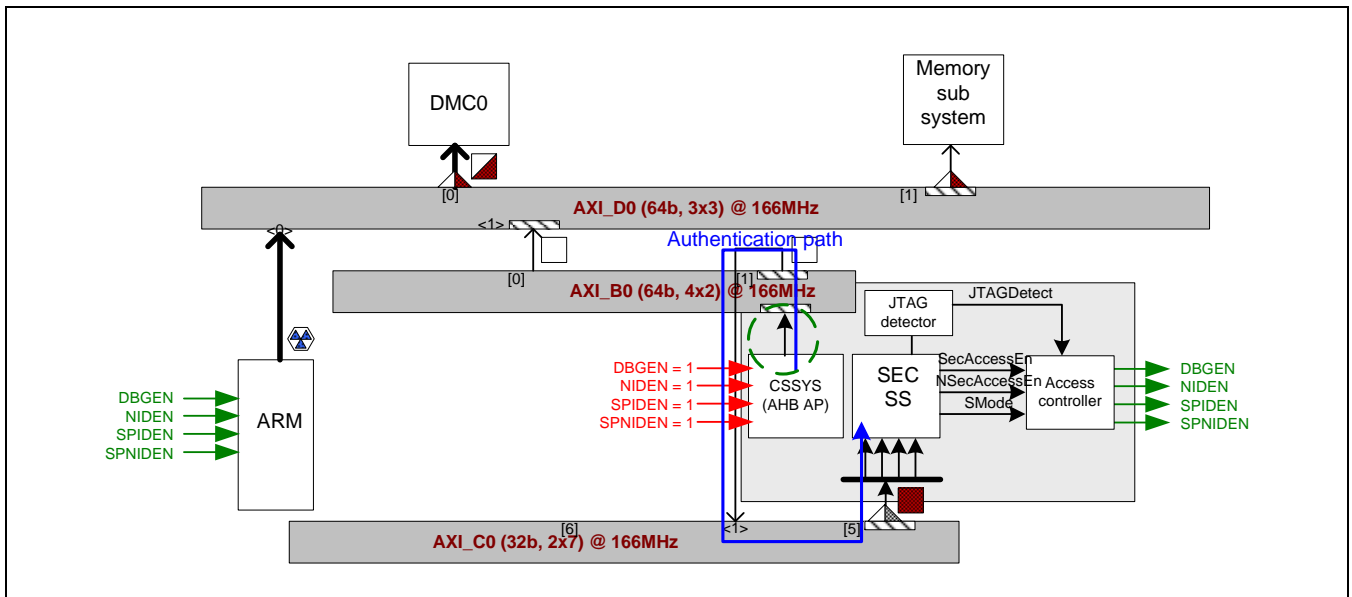 DMC0
Memory
sub
system
[0]
[1]
AXI_D0 (64b, 3x3) @ 166MHz
<0>
<1>
Authentication path
[0]
[1]
AXI_B0 (64b, 4x2) @ 166MHz
JTAG
detector
JTAGDetect
DBGEN = 1
NIDEN = 1
SPIDEN = 1
SPNIDEN = 1
CSSYS
(AHB AP)
SEC
SS
SecAccessEn
NSecAccessEn
SMode
Access
controller
DBGEN
NIDEN
SPIDEN
SPNIDEN
DBGEN
NIDEN
SPIDEN
SPNIDEN
ARM
[6]
<1>
[5]
AXI_C0 (32b, 2x7) @ 166MHz